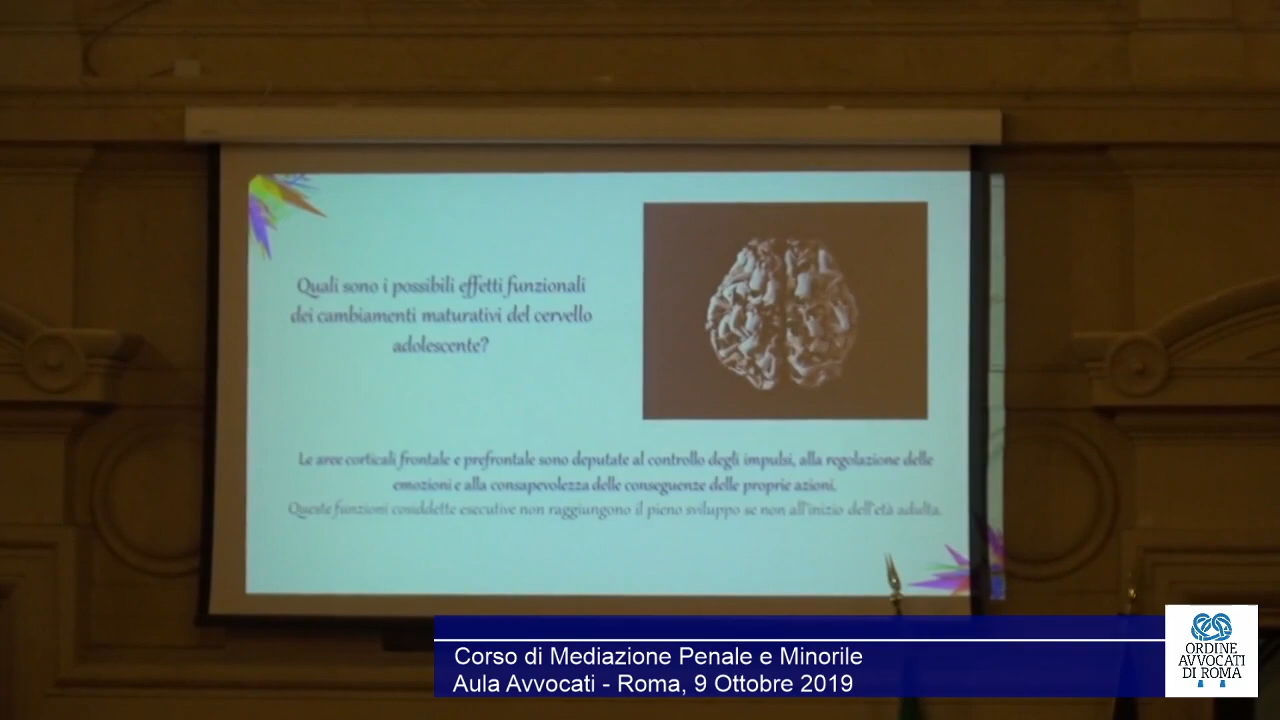 Quali sono i possibili effetti funzionali
dei cambiamenti maturativi del cervello
adolescente?
Le aree corticali frontale e prefrontale sono deputate al controllo degli impulsi, alla regolazione delle
emozioni e alla consapevolezza delle conseguenze delle proprie azioni.
Queste funzioni cosiddette esecutive non raggiungono il pieno sviluppo se non all'inizio dell'età adulta.
Corso di Mediazione Penale e Minorile
Aula Avvocati - Roma, 9 Ottobre 2019
ORDINE
AVVOCATI
DI ROMA